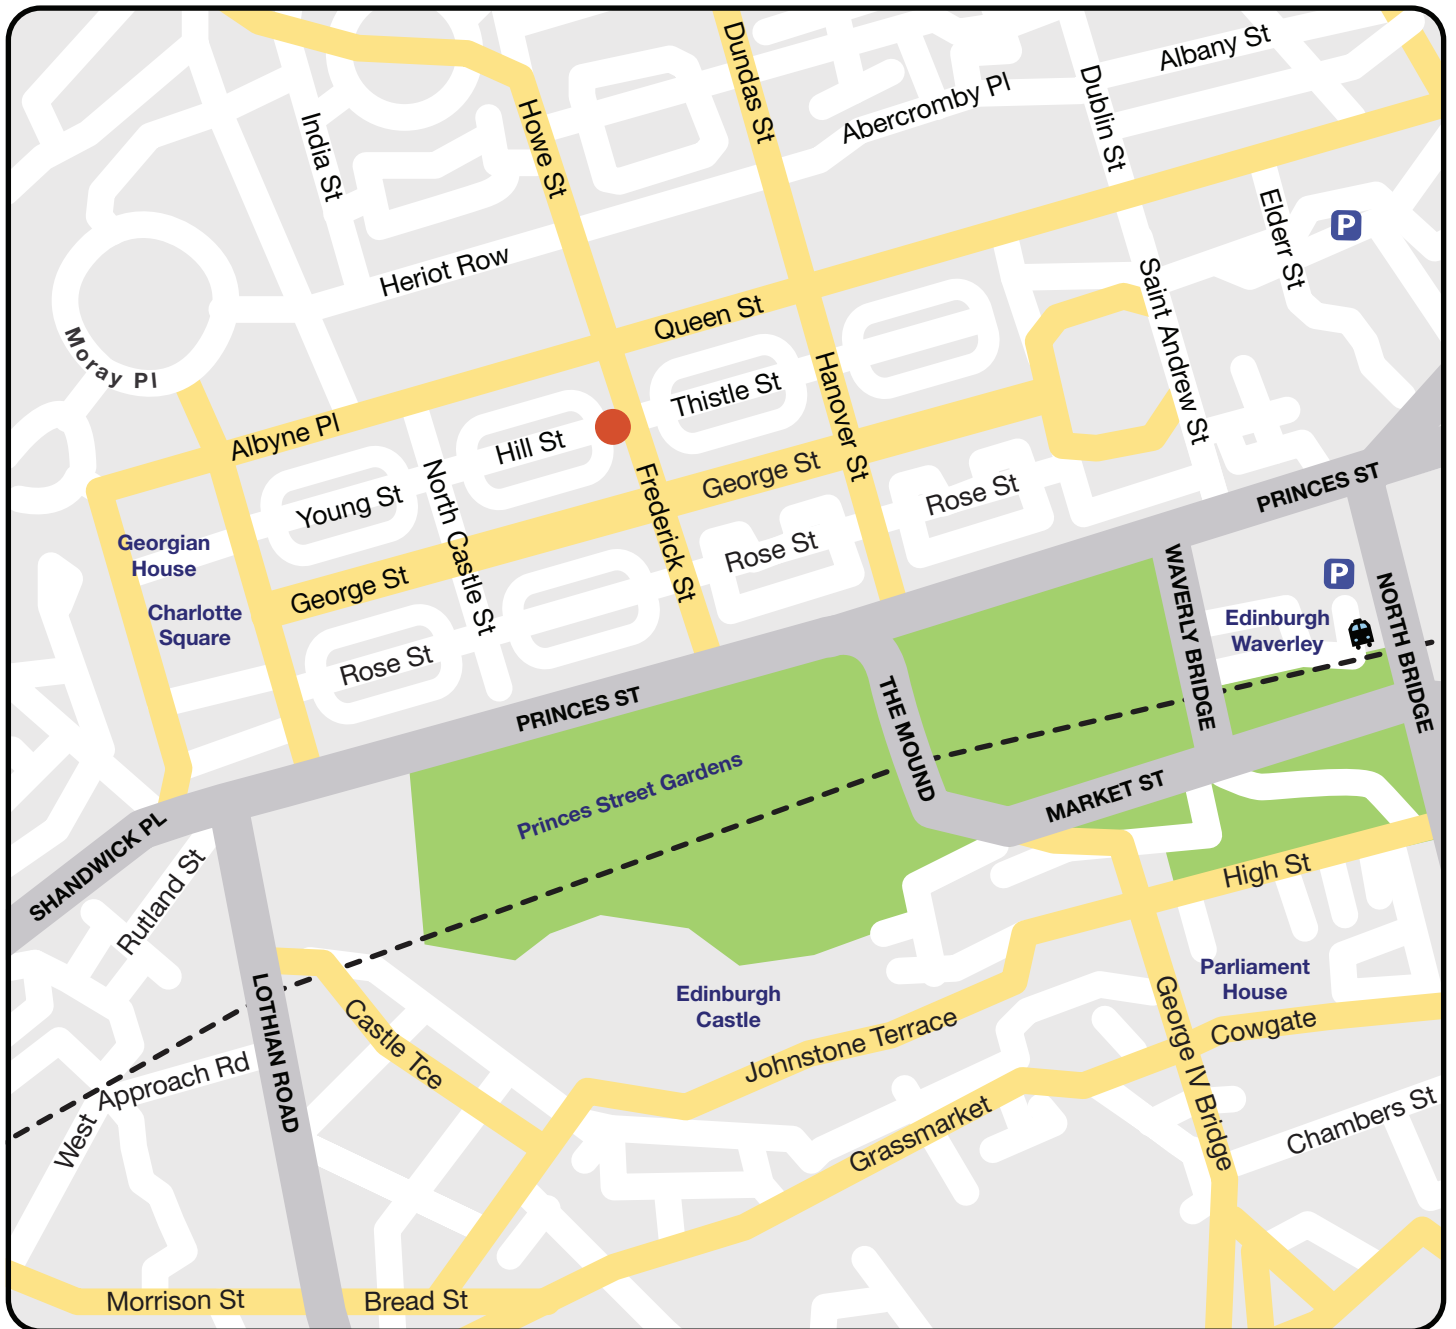 Dundas St
Albany St
Abercromby Pl
Dublin St
India St
Howe St
Elderr St
P
Heriot Row
Saint Andrew St
Queen St
Moray Pl
Hanover St
Thistle St
Albyne Pl
Hill St
George St
Frederick St
North Castle St
Young St
Rose St
PRINCES ST
Rose St
Georgian
House
George St
WAVERLY BRIDGE
P
NORTH BRIDGE
Charlotte
Square
Edinburgh
Waverley
Rose St
PRINCES ST
THE MOUND
Princes Street Gardens
MARKET ST
SHANDWICK PL
Rutland St
High St
LOTHIAN ROAD
Edinburgh
Castle
Parliament
House
Castle Tce
George IV Bridge
Cowgate
Johnstone Terrace
West
Approach Rd
Grassmarket
Chambers St
Morrison St
Bread St